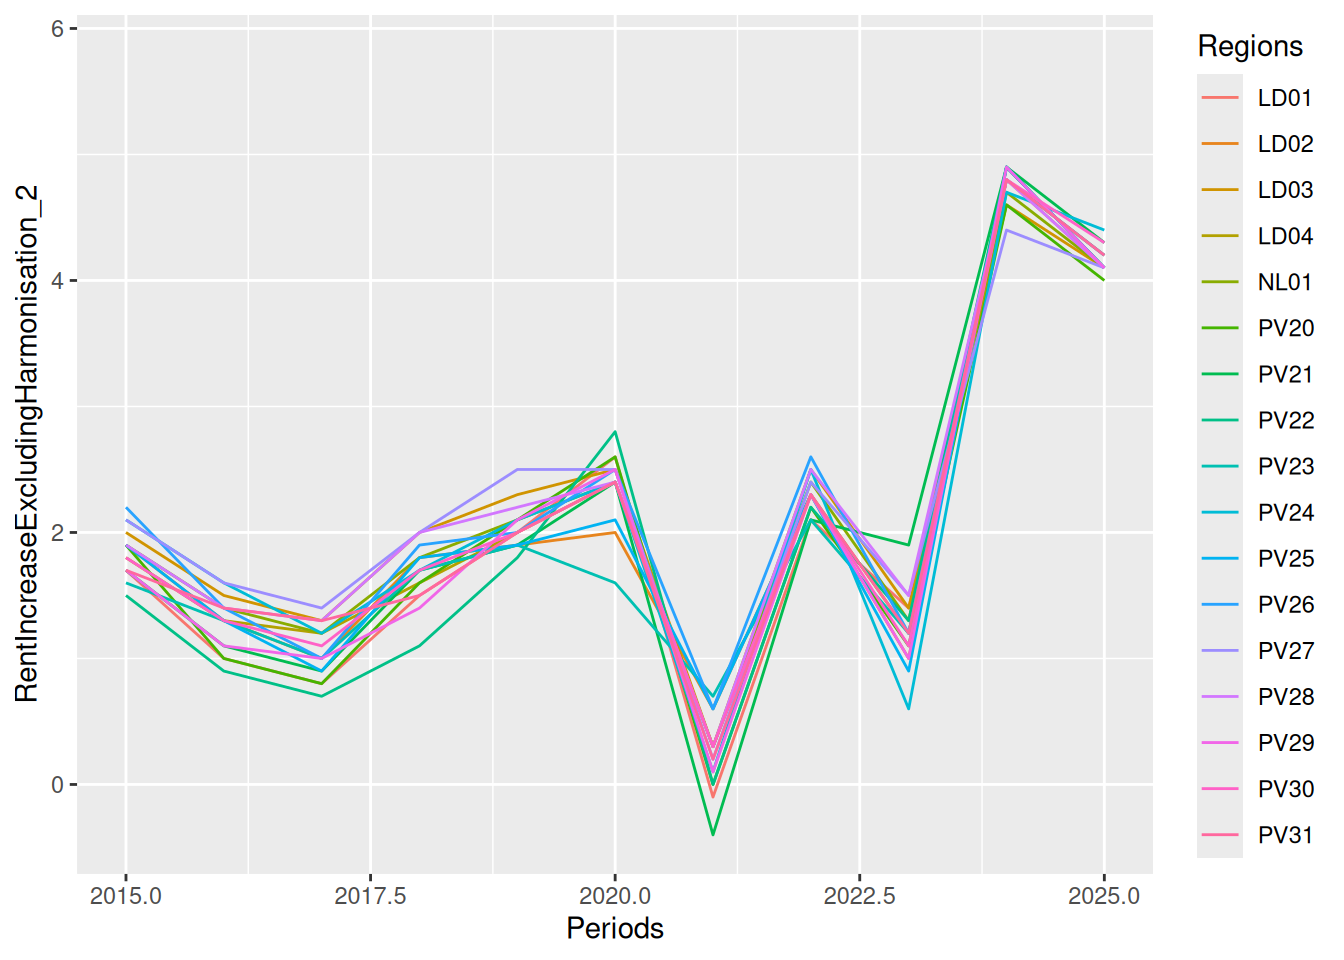 RentIncreaseExcludingHarmonisation_2
6
4
2
0
2015.0
2017.5
2020.0
2022.5
2025.0
Periods
Regions
LD01
LD02
LD03
LD04
NL01
PV20
PV21
PV22
PV23
PV24
PV25
PV26
PV27
PV28
PV29
PV30
PV31